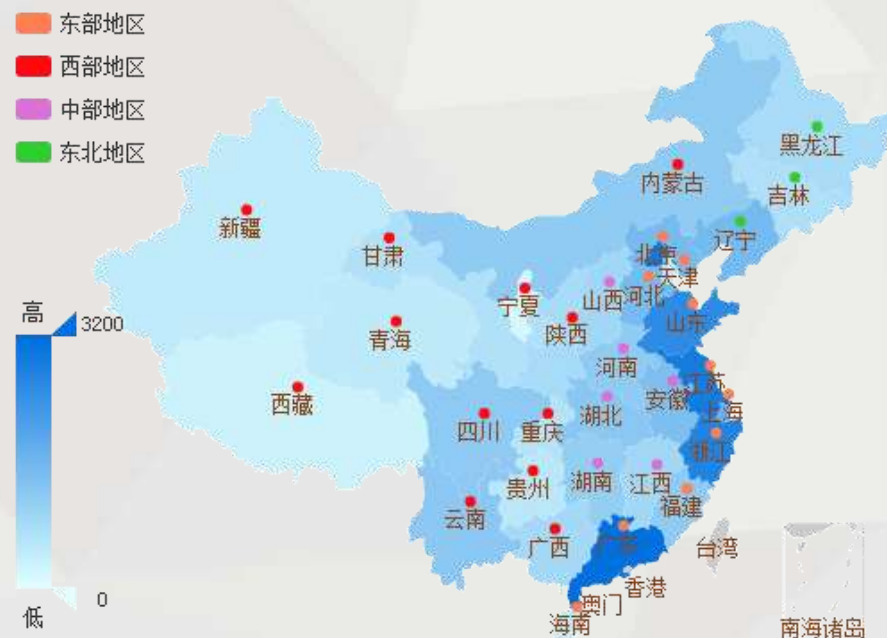 东部地区
西部地区
中部地区
东北地区
黑龙江
内蒙古
吉林
新疆
辽宁
甘肃
北京
天津
宁夏
山西
河北
高
3200
山东
青海
陕西
河南
江苏
西藏
安徽
上海
湖北
四川
重庆
浙江
贵州
湖南
江西
福建
云南
广西
广东
台湾
香港
0
澳门
低
海南
南海诸岛